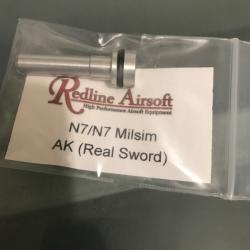 Redline Airsoft
High Performance Airsoft Equipment
N7/N7 Milsim
AK (Real Sword)